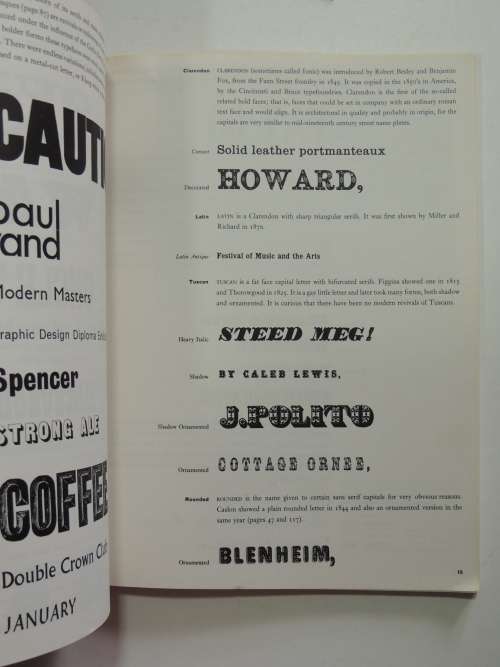 CAUTI
paul
rand
Modern Masters
raphic Design Diploma
Spencer
STRONG ALE
COFFEE
Double Crown Clu
JANUARY
Clarendon CLARENDON (sometimes called Ionic) was introduced by Robert Besley and Benjamin
Fox, from the Fann Street foundry in 1845. It was copied in the 1850's in America,
by the Cincinnati and Bruce typefoundries. Clarendon is the first of the so-called
related bold faces; that is, faces that could be set in company with an ordinary roman
text face and would align. It is architectural in quality and probably in origin, for the
capitals are very similar to mid-nineteenth century street name plates.
Contact Solid leather portmanteaux
Decorated HOWARD,
Latin LATIN is a Clarendon with sharp triangular serifs. It was first shown by Miller and
Richard in 1870.
Latin Antique Festival of Music and the Arts
Tuscan TUSCAN is a fat face capital letter with bifurcated serifs. Figgins showed one in 1815
and Thorowgood in 1825. It is a gay little letter and later took many forms, both shadow
and ornamented. It is curious that there have been no modern revivals of Tuscans.
Heavy Italic STEED MEG!
Shadow BY CALEB LEWIS,
Shadow Ornamented J.POLITO
Ornamented COTTAGE ORNEE,
Rounded ROUNDED is the name given to certain sans serif capitals for very obvious reasons.
Caslon showed a plain rounded letter in 1844 and also an ornamented version in the
same year (pages 47 and 117).
Ornamented BLENHEIM,